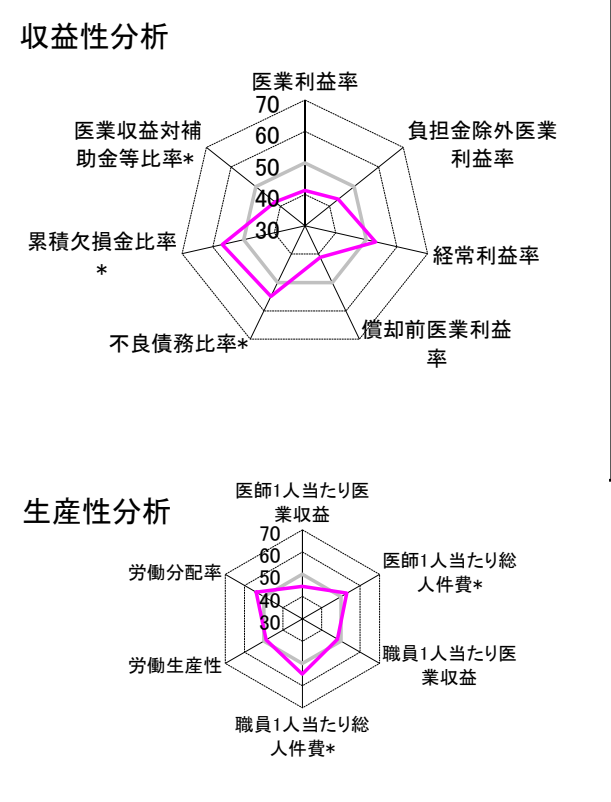 収益性分析
医業利益率
70
60
50
40
30
負担金除外医業
利益率
経常利益率
償却前医業利益
率
不良債務比率*
累積欠損金比率
*
医業収益対補
助金等比率*
生産性分析
医師1人当たり医
業収益
70
60
50
40
30
医師1人当たり総
人件費*
職員1人当たり医
業収益
職員1人当たり総
人件費*
労働生産性
労働分配率